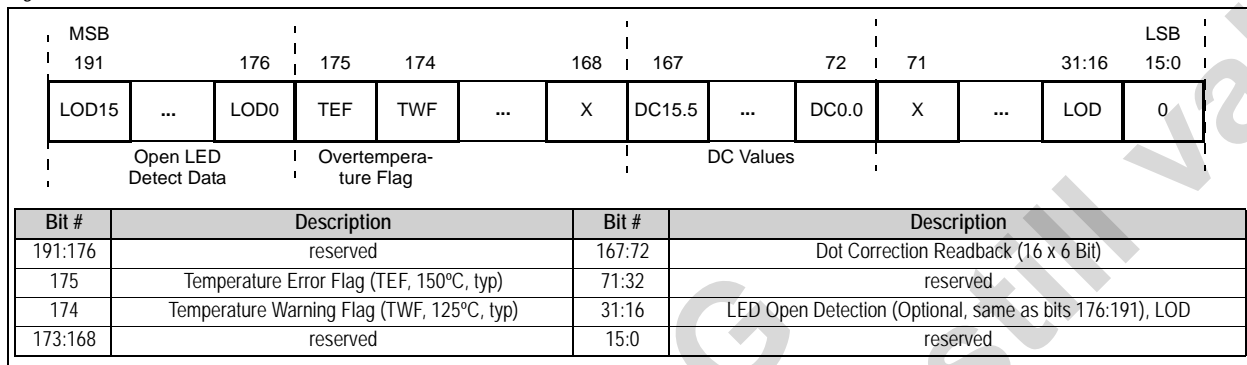 MSB LSB
191 176 175 174 168 167 72 71 31:16 15:0
LOD15 ... LOD0 TEF TWF ... X DC15.5 ... DC0.0 X ... LOD 0
Open LED
Detect Data
Overtempera-
ture Flag
DC Values
Bit # Description Bit # Description
191:176 reserved 167:72 Dot Correction Readback (16 x 6 Bit)
175 Temperature Error Flag (TEF, 150ºC, typ) 71:32 reserved
174 Temperature Warning Flag (TWF, 125ºC, typ) 31:16 LED Open Detection (Optional, same as bits 176:191), LOD
173:168 reserved 15:0 reserved
G
still